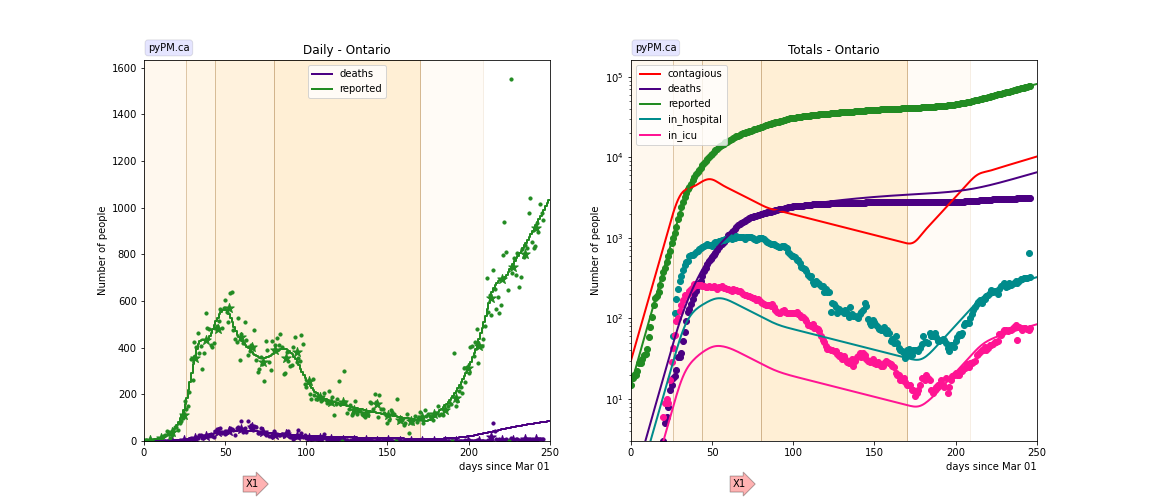 pyPM.ca
Daily - Ontario
deaths
reported
1600
1400
1200
1000
800
600
400
200
0
Number of people
0 50 100 150 200 250
days since Mar 01
X1
pyPM.ca
Totals - Ontario
contagious
deaths
reported
in_hospital
in_icu
10^5
10^4
10^3
10^2
10^1
Number of people
0 50 100 150 200 250
days since Mar 01
X1